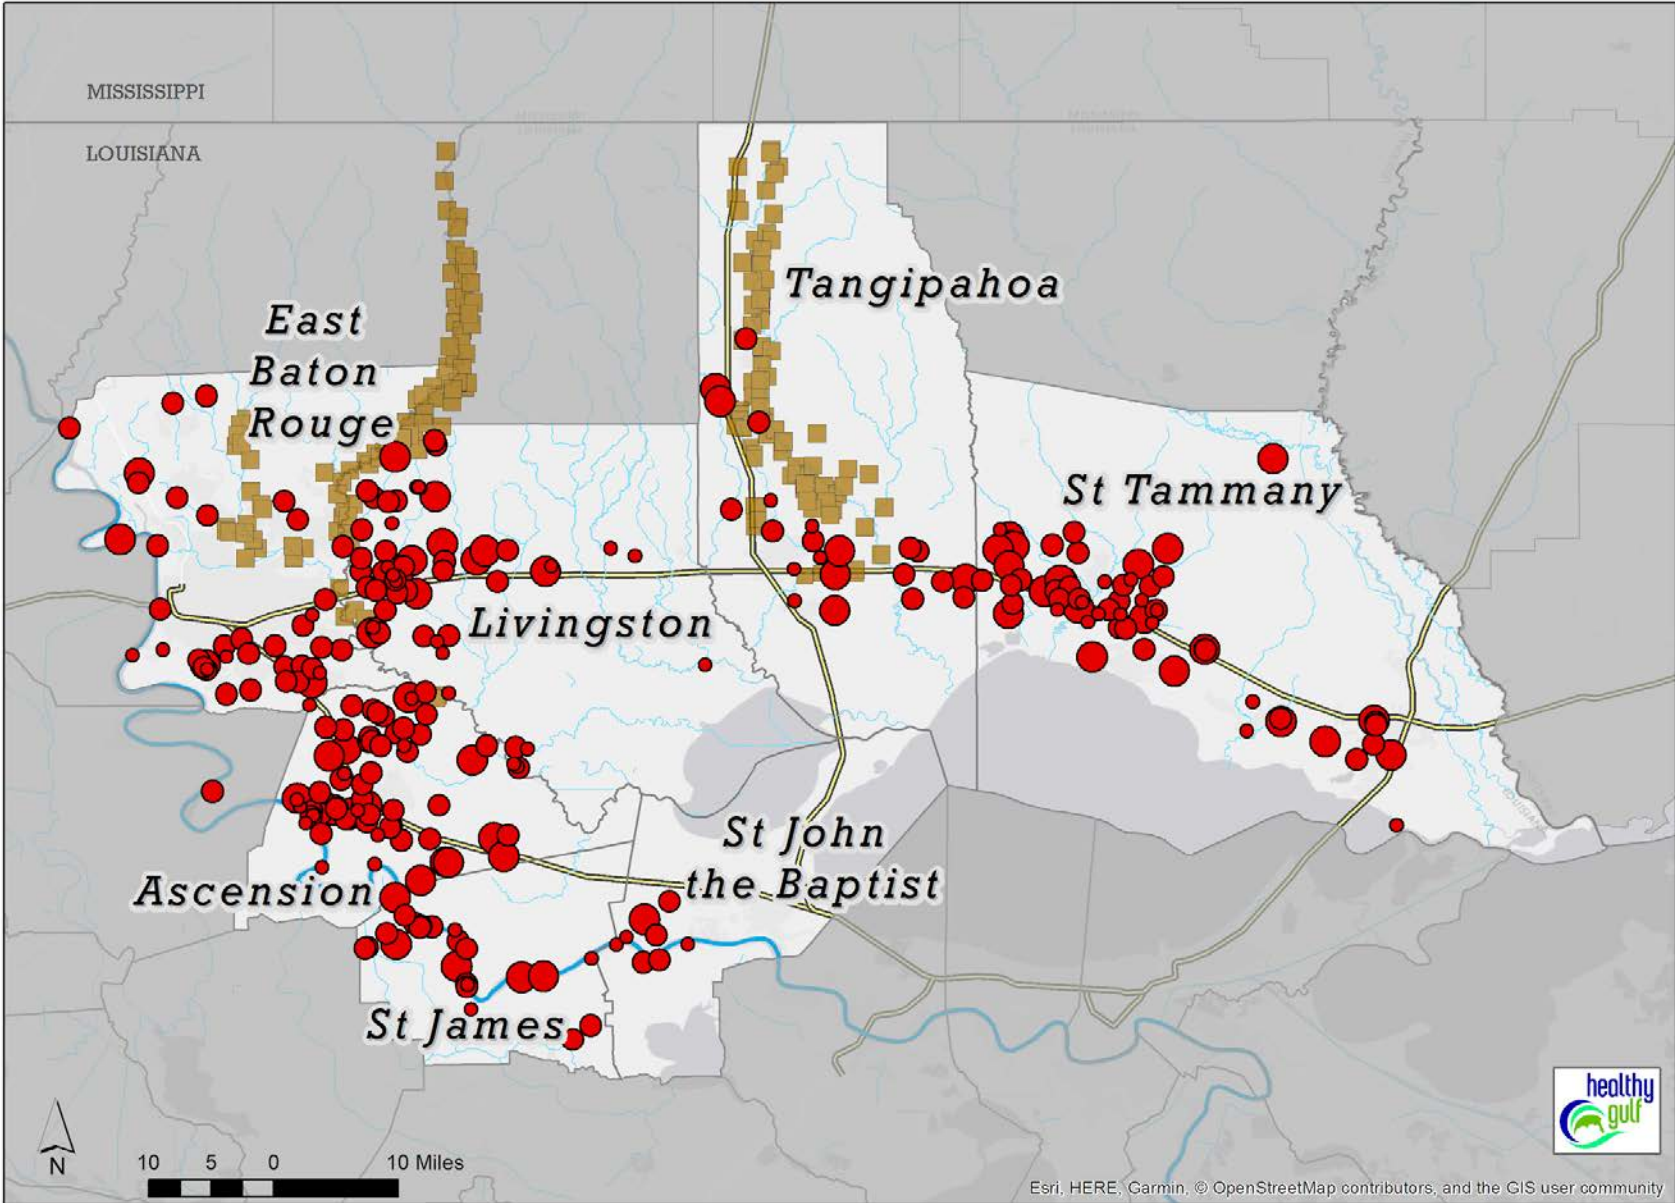 MISSISSIPPI
LOUISIANA
Tangipahoa
East
Baton
Rouge
St Tammany
Livingston
St John
the Baptist
Ascension
St James
healthy
gulf
N
10 5 0 10 Miles
Esri, HERE, Garmin, © OpenStreetMap contributors, and the GIS user community